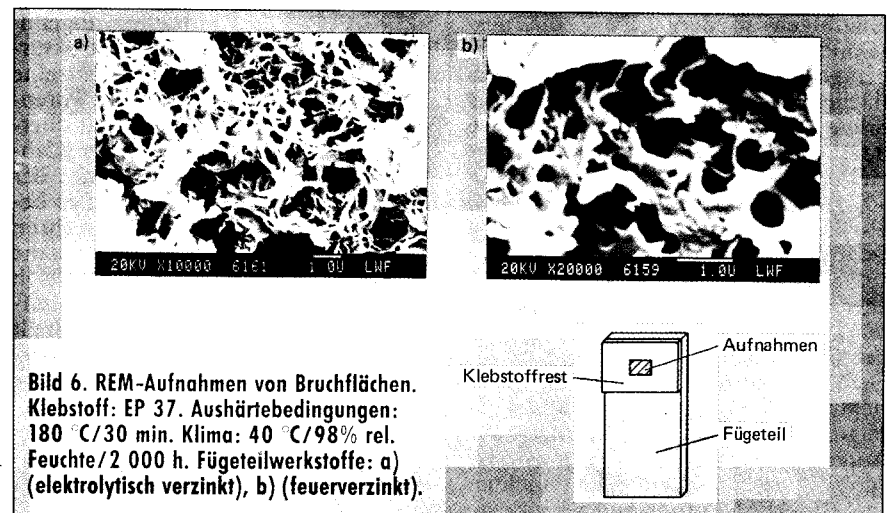 a)
20KV X10000 6161 1.0U LWF
b)
20KV X20000 6159 1.0U LWF
Bild 6. REM-Aufnahmen von Bruchflächen.
Klebstoff: EP 37. Aushärtebedingungen:
180 °C/30 min. Klima: 40 °C/98% rel.
Feuchte/2 000 h. Fügeteilwerkstoffe: a)
(elektrolytisch verzinkt), b) (feuerverzinkt).
Klebstoffrest
Aufnahmen
Fügeteil